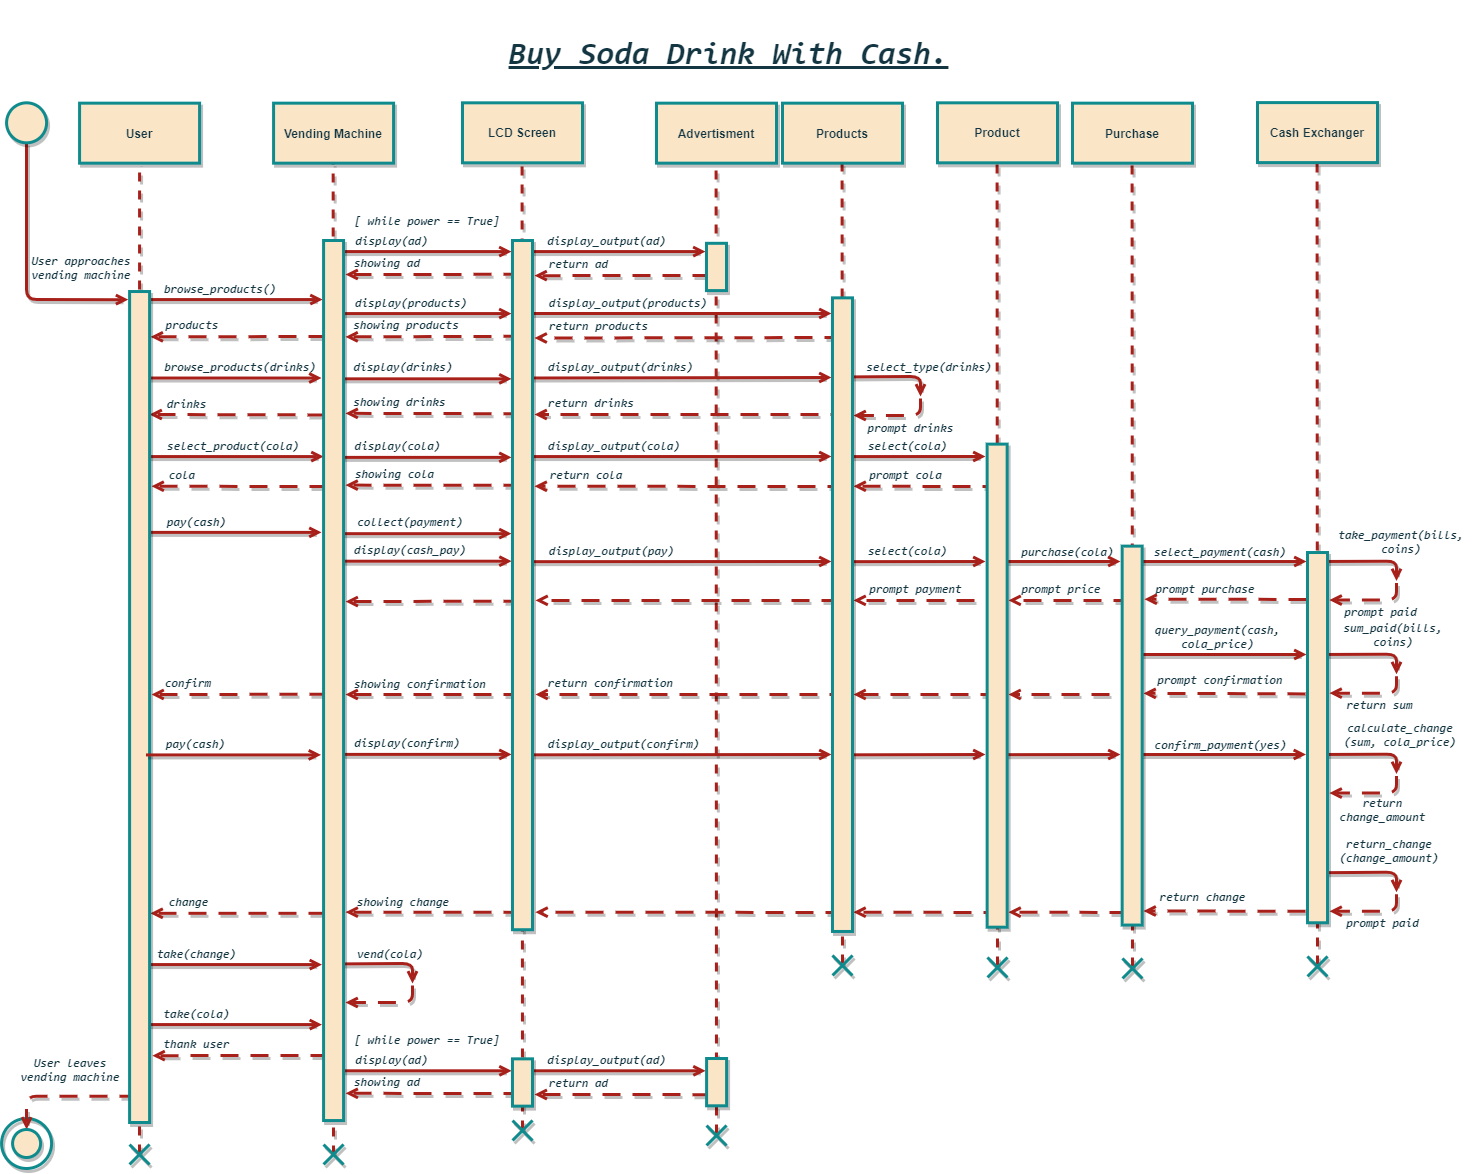 Buy Soda Drink With Cash.
User
Vending Machine
LCD Screen
Advertisment
Products
Product
Purchase
Cash Exchanger
[ while power == True]
display(ad)
display_output(ad)
showing ad
return ad
User approaches
vending machine
browse_products()
display(products)
display_output(products)
products
showing products
return products
browse_products(drinks)
display(drinks)
display_output(drinks)
select_type(drinks)
drinks
showing drinks
return drinks
prompt drinks
select_product(cola)
display(cola)
display_output(cola)
select(cola)
cola
showing cola
return cola
prompt cola
pay(cash)
collect(payment)
take_payment(bills,
coins)
display(cash_pay)
display_output(pay)
select(cola)
purchase(cola)
select_payment(cash)
prompt payment
prompt price
prompt purchase
prompt paid
query_payment(cash,
cola_price)
sum_paid(bills,
coins)
confirm
showing confirmation
return confirmation
prompt confirmation
return sum
pay(cash)
display(confirm)
display_output(confirm)
confirm_payment(yes)
calculate_change
(sum, cola_price)
return
change_amount
return_change
(change_amount)
change
showing change
return change
prompt paid
take(change)
vend(cola)
take(cola)
thank user
[ while power == True]
display(ad)
display_output(ad)
showing ad
return ad
User leaves
vending machine